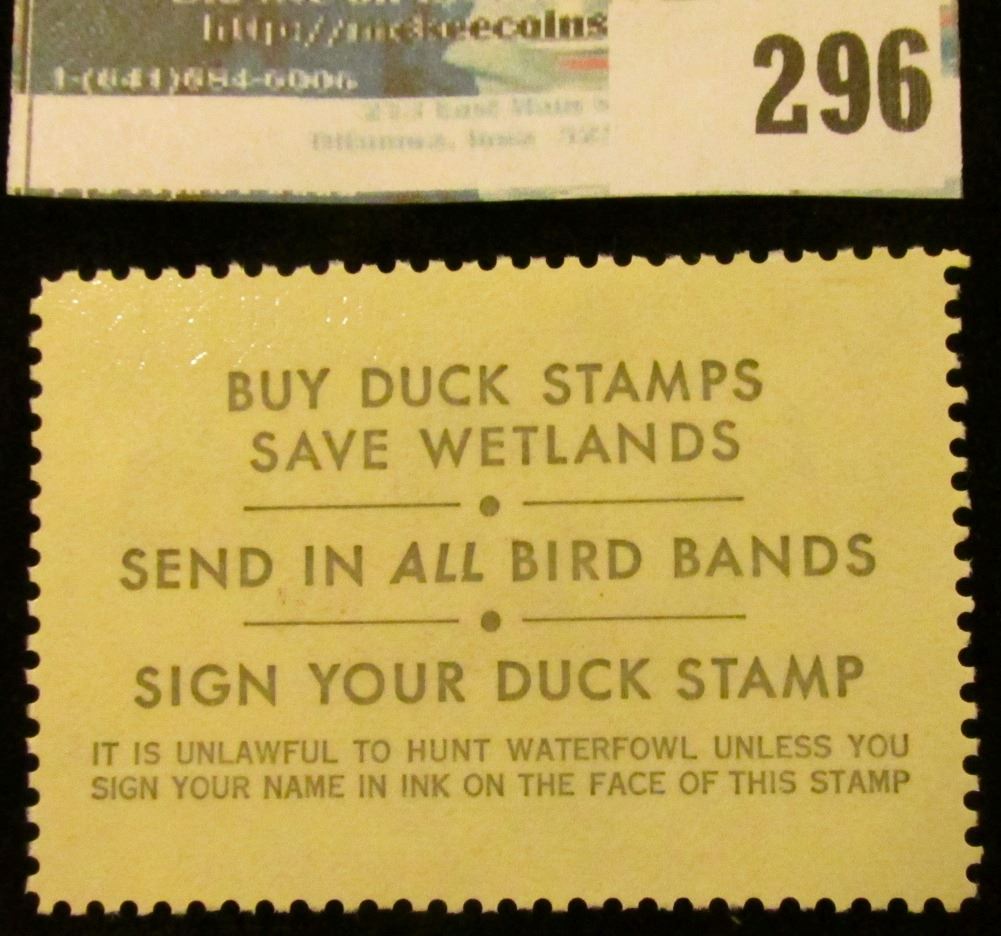 http://mckeecoins
296
1-(641)684-6006
BUY DUCK STAMPS
SAVE WETLANDS
SEND IN ALL BIRD BANDS
SIGN YOUR DUCK STAMP
IT IS UNLAWFUL TO HUNT WATERFOWL UNLESS YOU
SIGN YOUR NAME IN INK ON THE FACE OF THIS STAMP